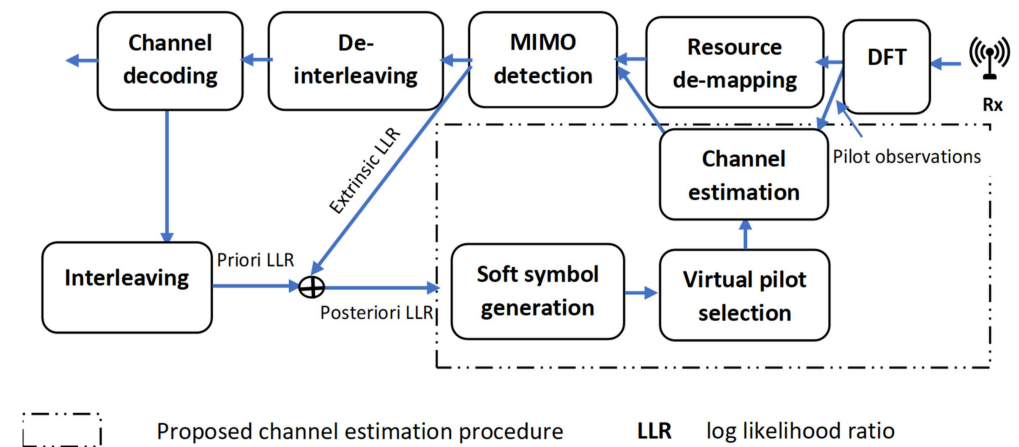 Channel
decoding
De-
interleaving
MIMO
detection
Resource
de-mapping
DFT
Rx
Extrinsic LLR
Channel
estimation
Pilot observations
Interleaving
Priori LLR
Posteriori LLR
Soft symbol
generation
Virtual pilot
selection
Proposed channel estimation procedure
LLR log likelihood ratio